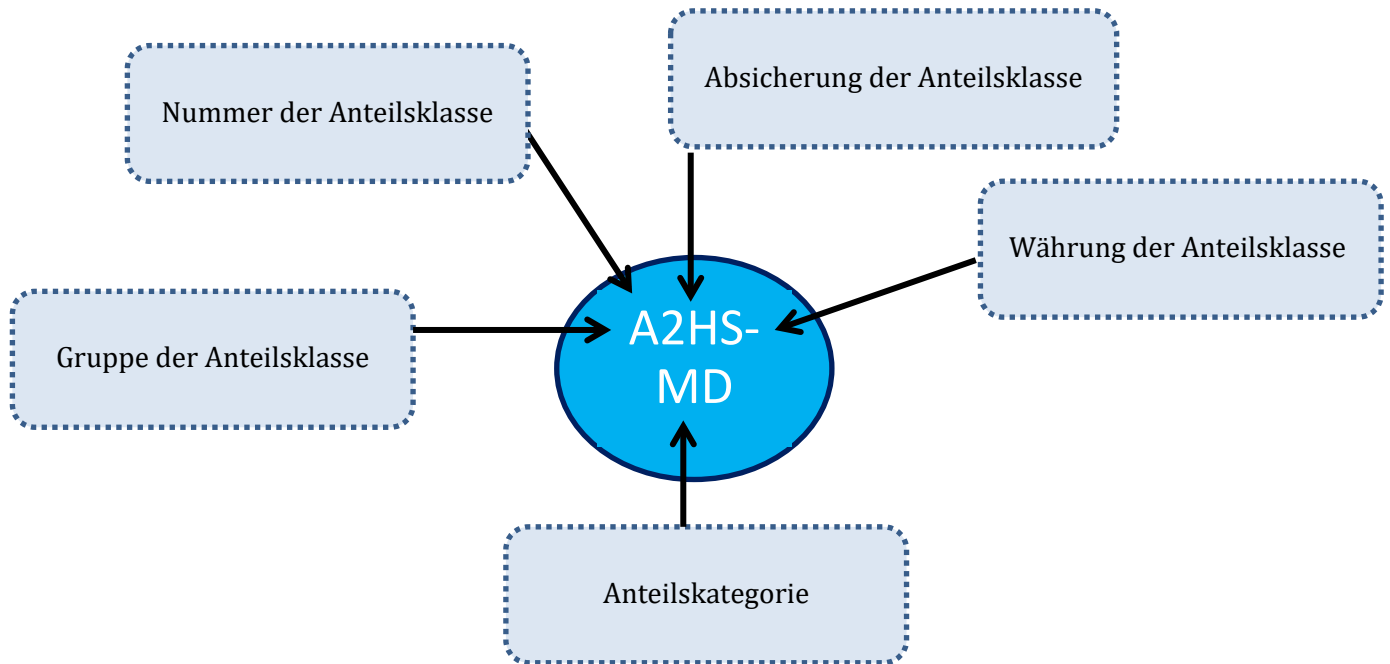 Absicherung der Anteilsklasse
Nummer der Anteilsklasse
Währung der Anteilsklasse
A2HS-
MD
Gruppe der Anteilsklasse
Anteilskategorie